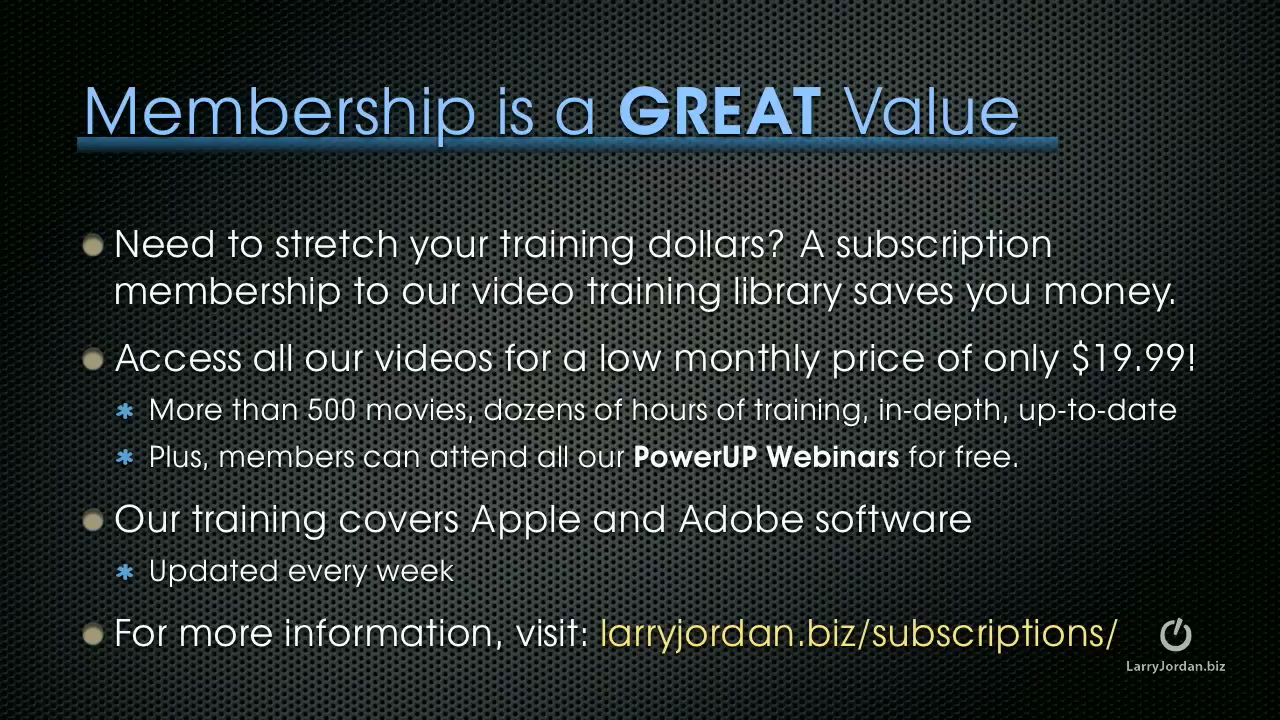 Membership is a GREAT Value
Need to stretch your training dollars? A subscription
membership to our video training library saves you money.
Access all our videos for a low monthly price of only $19.99!
More than 500 movies, dozens of hours of training, in-depth, up-to-date
Plus, members can attend all our PowerUP Webinars for free.
Our training covers Apple and Adobe software
Updated every week
For more information, visit: larryjordan.biz/subscriptions/
LarryJordan.biz